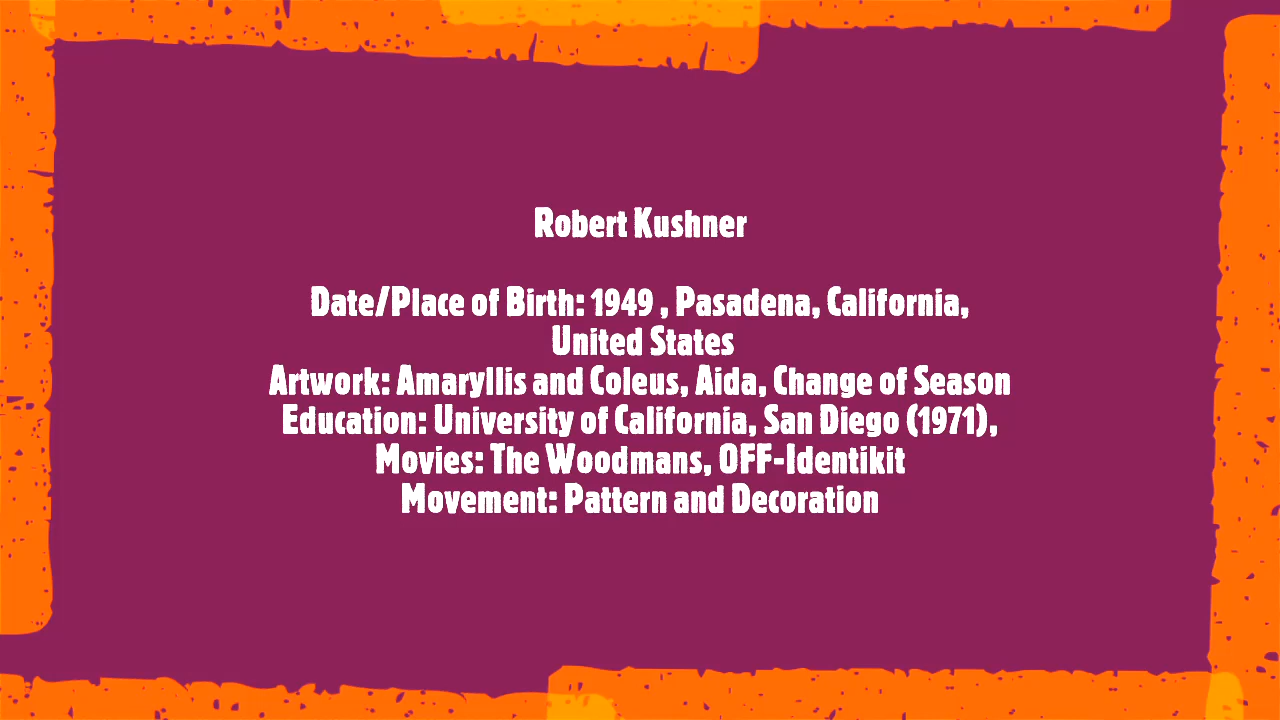 Robert Kushner
Date/Place of Birth: 1949 , Pasadena, California,
United States
Artwork: Amaryllis and Coleus, Aida, Change of Season
Education: University of California, San Diego (1971),
Movies: The Woodmans, OFF-Identikit
Movement: Pattern and Decoration